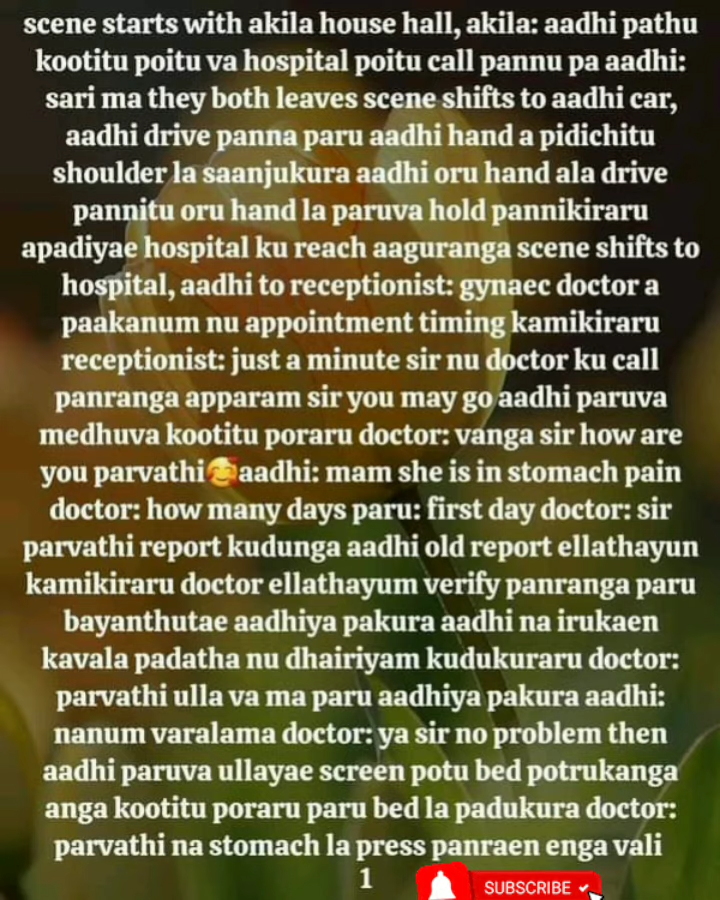 scene starts with akila house hall, akila: aadhi pathu
kootitu poitu va hospital poitu call pannu pa aadhi:
sari ma they both leaves scene shifts to aadhi car,
aadhi drive panna paru aadhi hand a pidichitu
shoulder la saanjukura aadhi oru hand ala drive
pannitu oru hand la paruva hold pannikiraru
apadiyae hospital ku reach aaguranga scene shifts to
hospital, aadhi to receptionist: gynaec doctor a
paakanum nu appointment timing kamikiraru
receptionist: just a minute sir nu doctor ku call
panranga apparam sir you may go aadhi paruva
medhuva kootitu poraru doctor: vanga sir how are
you parvathi🥰aadhi: mam she is in stomach pain
doctor: how many days paru: first day doctor: sir
parvathi report kudunga aadhi old report ellathayun
kamikiraru doctor ellathayum verify panranga paru
bayanthutae aadhiya pakura aadhi na irukaen
kavala padatha nu dhairiyam kudukuraru doctor:
parvathi ulla va ma paru aadhiya pakura aadhi:
nanum varalama doctor: ya sir no problem then
aadhi paruva ullayae screen potu bed potrukanga
anga kootitu poraru paru bed la padukura doctor:
parvathi na stomach la press panraen enga vali
1
SUBSCRIBE